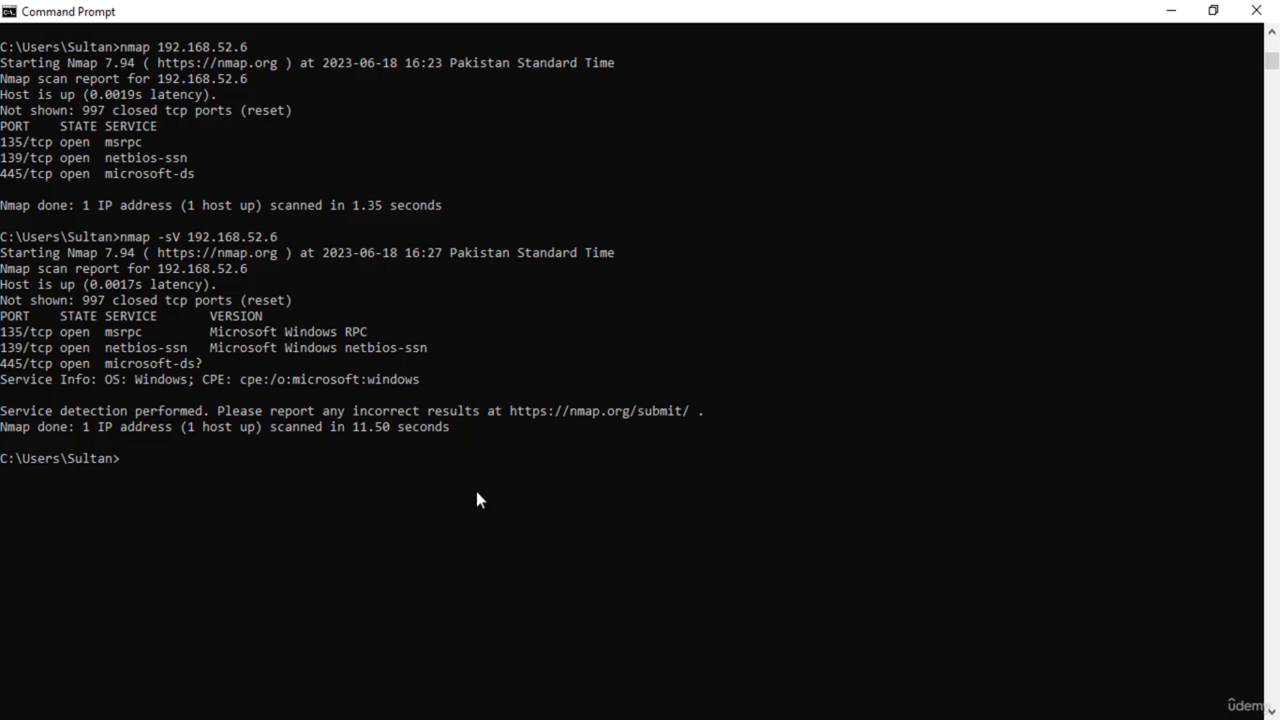 Command Prompt
C:\Users\Sultan>nmap 192.168.52.6
Starting Nmap 7.94 ( https://nmap.org ) at 2023-06-18 16:23 Pakistan Standard Time
Nmap scan report for 192.168.52.6
Host is up (0.0019s latency).
Not shown: 997 closed tcp ports (reset)
PORT    STATE SERVICE
135/tcp open  msrpc
139/tcp open  netbios-ssn
445/tcp open  microsoft-ds
Nmap done: 1 IP address (1 host up) scanned in 1.35 seconds
C:\Users\Sultan>nmap -sV 192.168.52.6
Starting Nmap 7.94 ( https://nmap.org ) at 2023-06-18 16:27 Pakistan Standard Time
Nmap scan report for 192.168.52.6
Host is up (0.0017s latency).
Not shown: 997 closed tcp ports (reset)
PORT    STATE SERVICE       VERSION
135/tcp open  msrpc         Microsoft Windows RPC
139/tcp open  netbios-ssn   Microsoft Windows netbios-ssn
445/tcp open  microsoft-ds?
Service Info: OS: Windows; CPE: cpe:/o:microsoft:windows
Service detection performed. Please report any incorrect results at https://nmap.org/submit/ .
Nmap done: 1 IP address (1 host up) scanned in 11.50 seconds
C:\Users\Sultan>
ûdemy